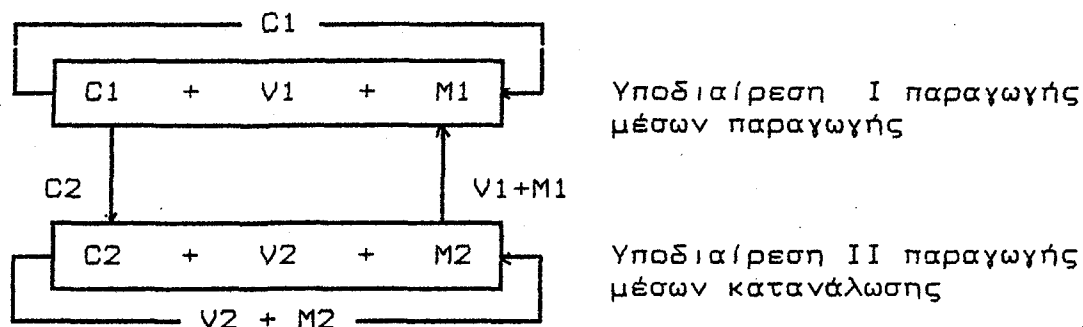 C1
C1 + V1 + M1
Υποδιαίρεση I παραγωγής
μέσων παραγωγής
C2
V1+M1
C2 + V2 + M2
Υποδιαίρεση II παραγωγής
μέσων κατανάλωσης
V2 + M2